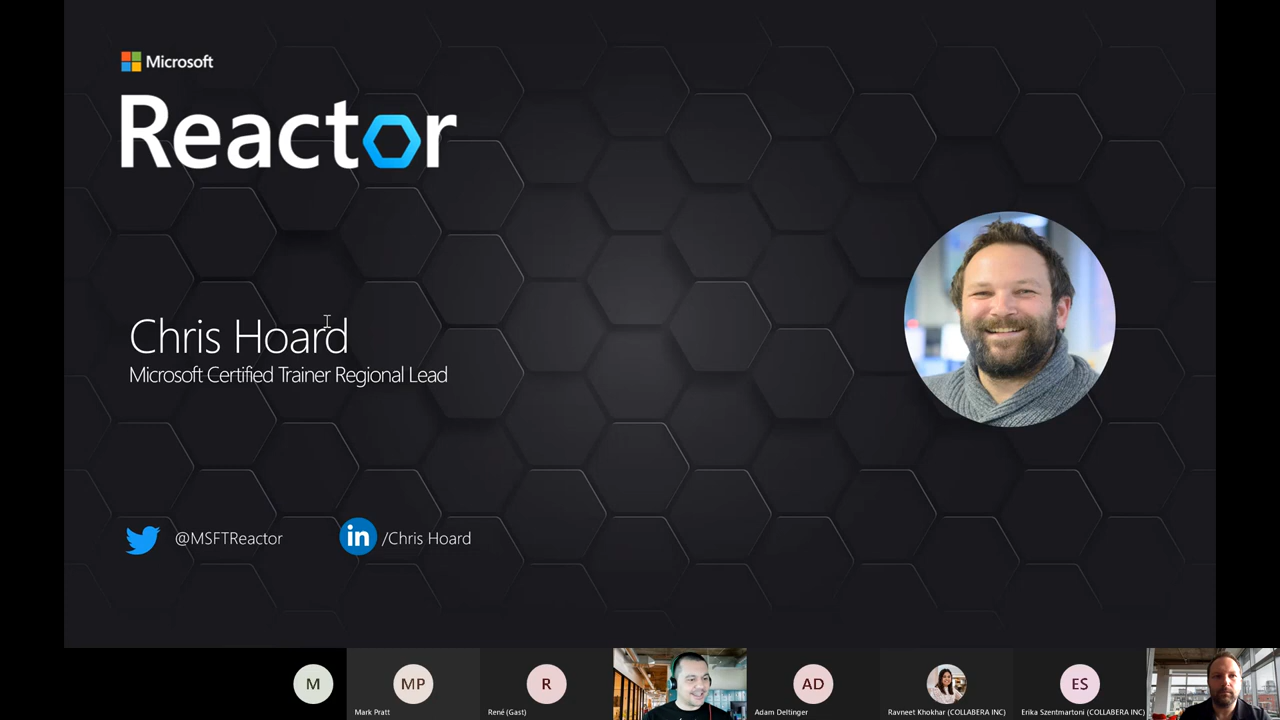 Microsoft
Reactor
Chris Hoard
Microsoft Certified Trainer Regional Lead
@MSFTReactor
in /Chris Hoard
M
MP
R
AD
ES
Mark Pratt
René (Gast)
Adam Deltinger
Ravneet Khokhar (COLLABERA INC)
Erika Szentmartoni (COLLABERA INC)